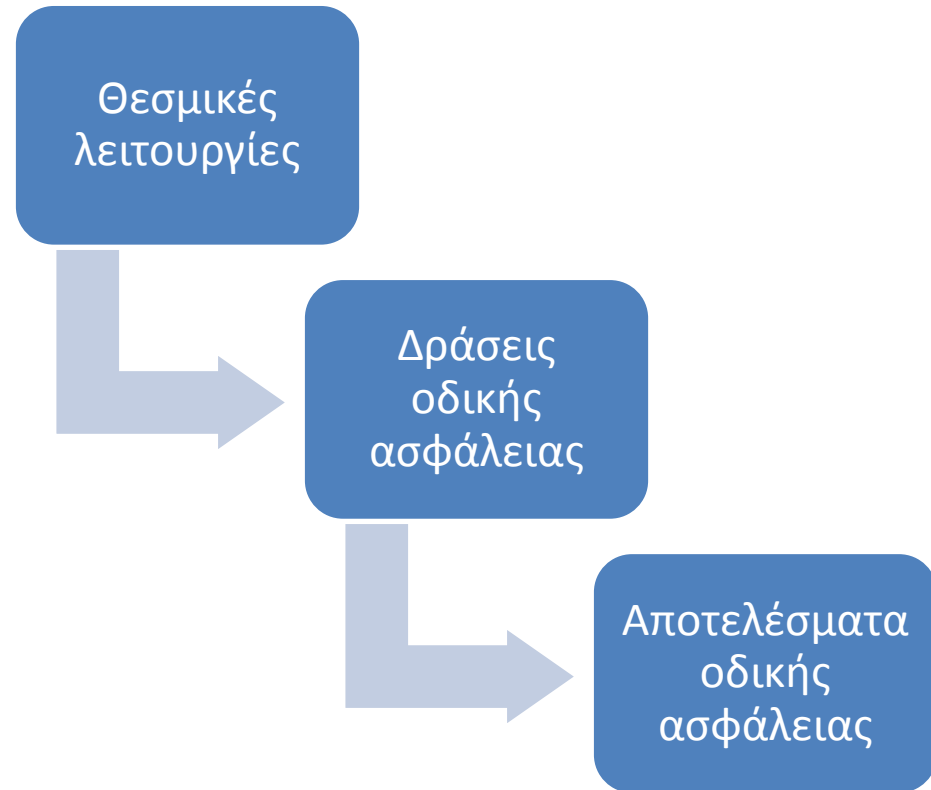 Θεσμικές
λειτουργίες
Δράσεις
οδικής
ασφάλειας
Αποτελέσματα
οδικής
ασφάλειας